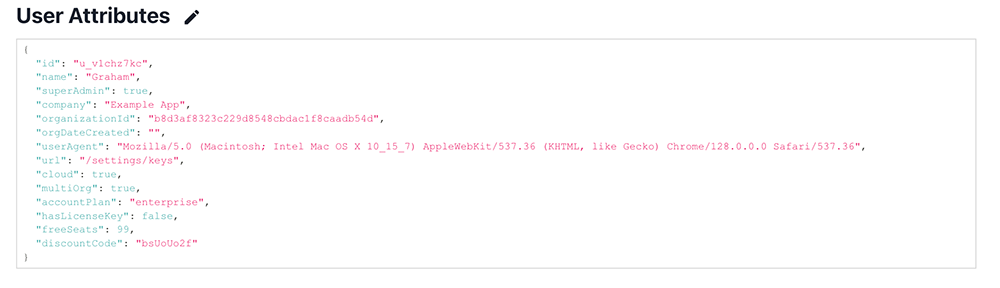 User Attributes
{
"id": "u_v1chz7kc",
"name": "Graham",
"superAdmin": true,
"company": "Example App",
"organizationId": "b8d3af8323c229d8548cbdac1f8caadb54d",
"orgDateCreated": "",
"userAgent": "Mozilla/5.0 (Macintosh; Intel Mac OS X 10_15_7) AppleWebKit/537.36 (KHTML, like Gecko) Chrome/128.0.0.0 Safari/537.36",
"url": "/settings/keys",
"cloud": true,
"multiOrg": true,
"accountPlan": "enterprise",
"hasLicenseKey": false,
"freeSeats": 99,
"discountCode": "bsUoUo2f"
}